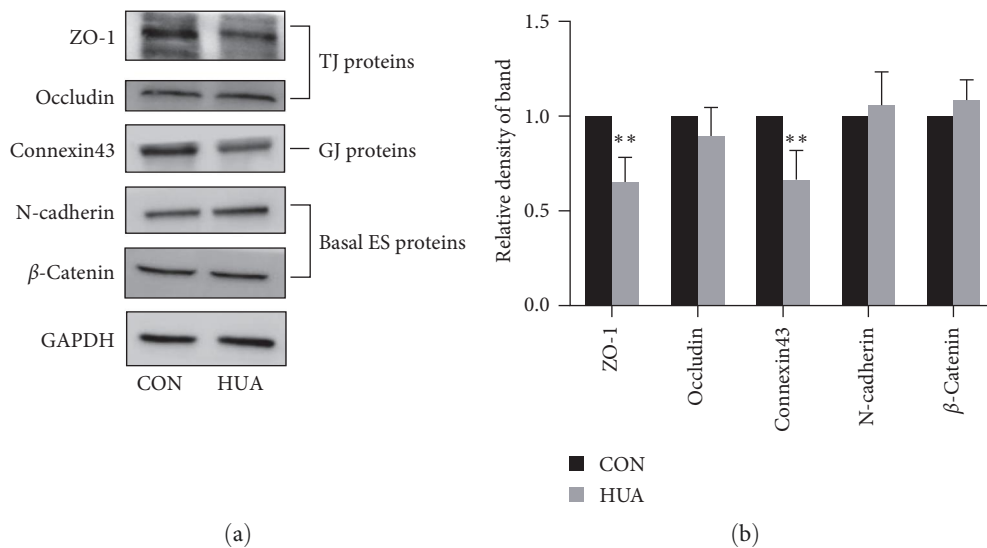 ZO-1
Occludin
TJ proteins
Connexin43
GJ proteins
N-cadherin
β-Catenin
Basal ES proteins
GAPDH
CON HUA
(a)
Relative density of band
1.5
1.0
0.5
0.0
**
**
ZO-1
Occludin
Connexin43
N-cadherin
β-Catenin
CON
HUA
(b)